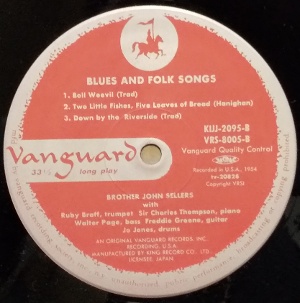 BLUES AND FOLK SONGS
1. Boll Weevil (Trad)
2. Two Little Fishes, Five Loaves of Bread (Hanighen)
3. Down by the Riverside (Trad)
KIJJ-2095-B
VRS-8005-B
Vanguard Quality Control
Vanguard
33 1/3 long play
Recorded in U.S.A., 1954
Copyright VRSI
BROTHER JOHN SELLERS
with
Ruby Braff, trumpet Sir Charles Thompson, piano
Walter Page, bass Freddie Greene, guitar
Jo Jones, drums
AN ORIGINAL VANGUARD RECORDS, INC.
RECORDING, U.S.A.
MANUFACTURED BY KING RECORD CO. LTD.
LICENSEE, JAPAN.